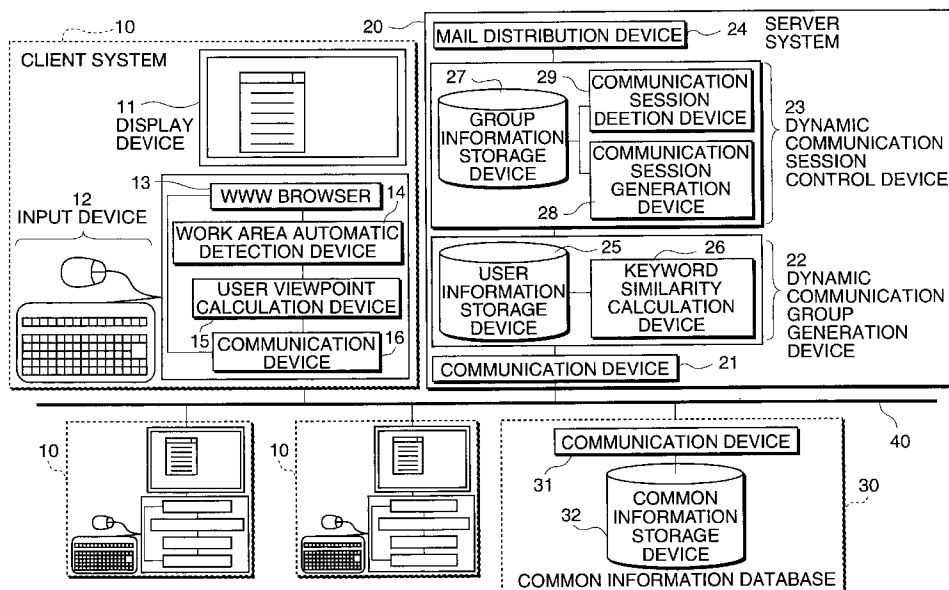 10
CLIENT SYSTEM
11
DISPLAY
DEVICE
12
INPUT DEVICE
13
WWW BROWSER
14
WORK AREA AUTOMATIC
DETECTION DEVICE
USER VIEWPOINT
CALCULATION DEVICE
15
COMMUNICATION
DEVICE
16
20
MAIL DISTRIBUTION DEVICE
24
SERVER
SYSTEM
27
GROUP
INFORMATION
STORAGE
DEVICE
29
COMMUNICATION
SESSION
DEETION DEVICE
COMMUNICATION
SESSION
GENERATION
DEVICE
28
23
DYNAMIC
COMMUNICATION
SESSION
CONTROL DEVICE
25
USER
INFORMATION
STORAGE
DEVICE
26
KEYWORD
SIMILARITY
CALCULATION
DEVICE
22
DYNAMIC
COMMUNICATION
GROUP
GENERATION
DEVICE
COMMUNICATION DEVICE
21
40
10
10
COMMUNICATION DEVICE
31
32
COMMON
INFORMATION
STORAGE
DEVICE
30
COMMON INFORMATION DATABASE